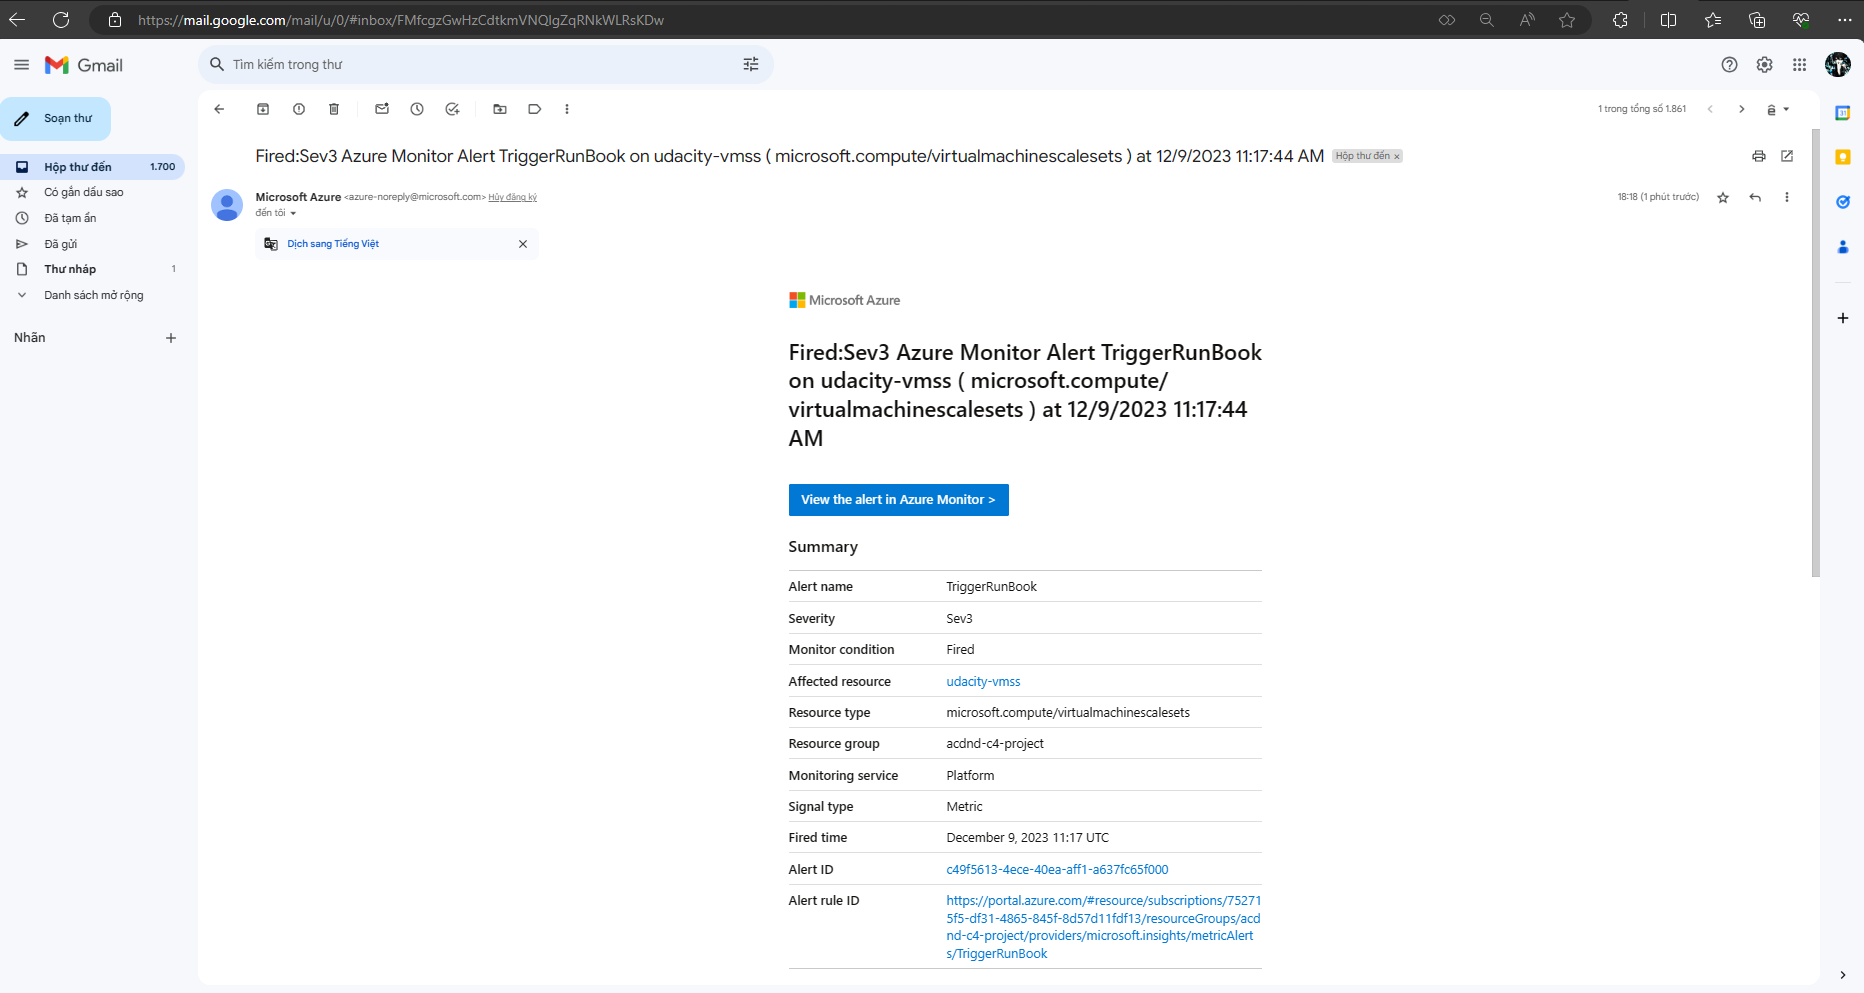 https://mail.google.com/mail/u/0/#inbox/FMfcgzGwHzCdtkmVNQlgZqRNkWLRsKDw
Gmail
Tìm kiếm trong thư
Soạn thư
1 trong tổng số 1.861
Hộp thư đến 1.700
Có gắn dấu sao
Đã tạm ẩn
Đã gửi
Thư nháp 1
Danh sách mở rộng
Nhãn
Fired:Sev3 Azure Monitor Alert TriggerRunBook on udacity-vmss ( microsoft.compute/virtualmachinescalesets ) at 12/9/2023 11:17:44 AM Hộp thư đến
Microsoft Azure <azure-noreply@microsoft.com> Hủy đăng ký
18:18 (1 phút trước)
đến tôi
Dịch sang Tiếng Việt
Microsoft Azure
Fired:Sev3 Azure Monitor Alert TriggerRunBook
on udacity-vmss ( microsoft.compute/
virtualmachinescalesets ) at 12/9/2023 11:17:44
AM
View the alert in Azure Monitor >
Summary
Alert name TriggerRunBook
Severity Sev3
Monitor condition Fired
Affected resource udacity-vmss
Resource type microsoft.compute/virtualmachinescalesets
Resource group acdnd-c4-project
Monitoring service Platform
Signal type Metric
Fired time December 9, 2023 11:17 UTC
Alert ID c49f5613-4ece-40ea-aff1-a637fc65f000
Alert rule ID https://portal.azure.com/#resource/subscriptions/75271
5f5-df31-4865-845f-8d57d11fdf13/resourceGroups/acd
nd-c4-project/providers/microsoft.insights/metricAlert
s/TriggerRunBook